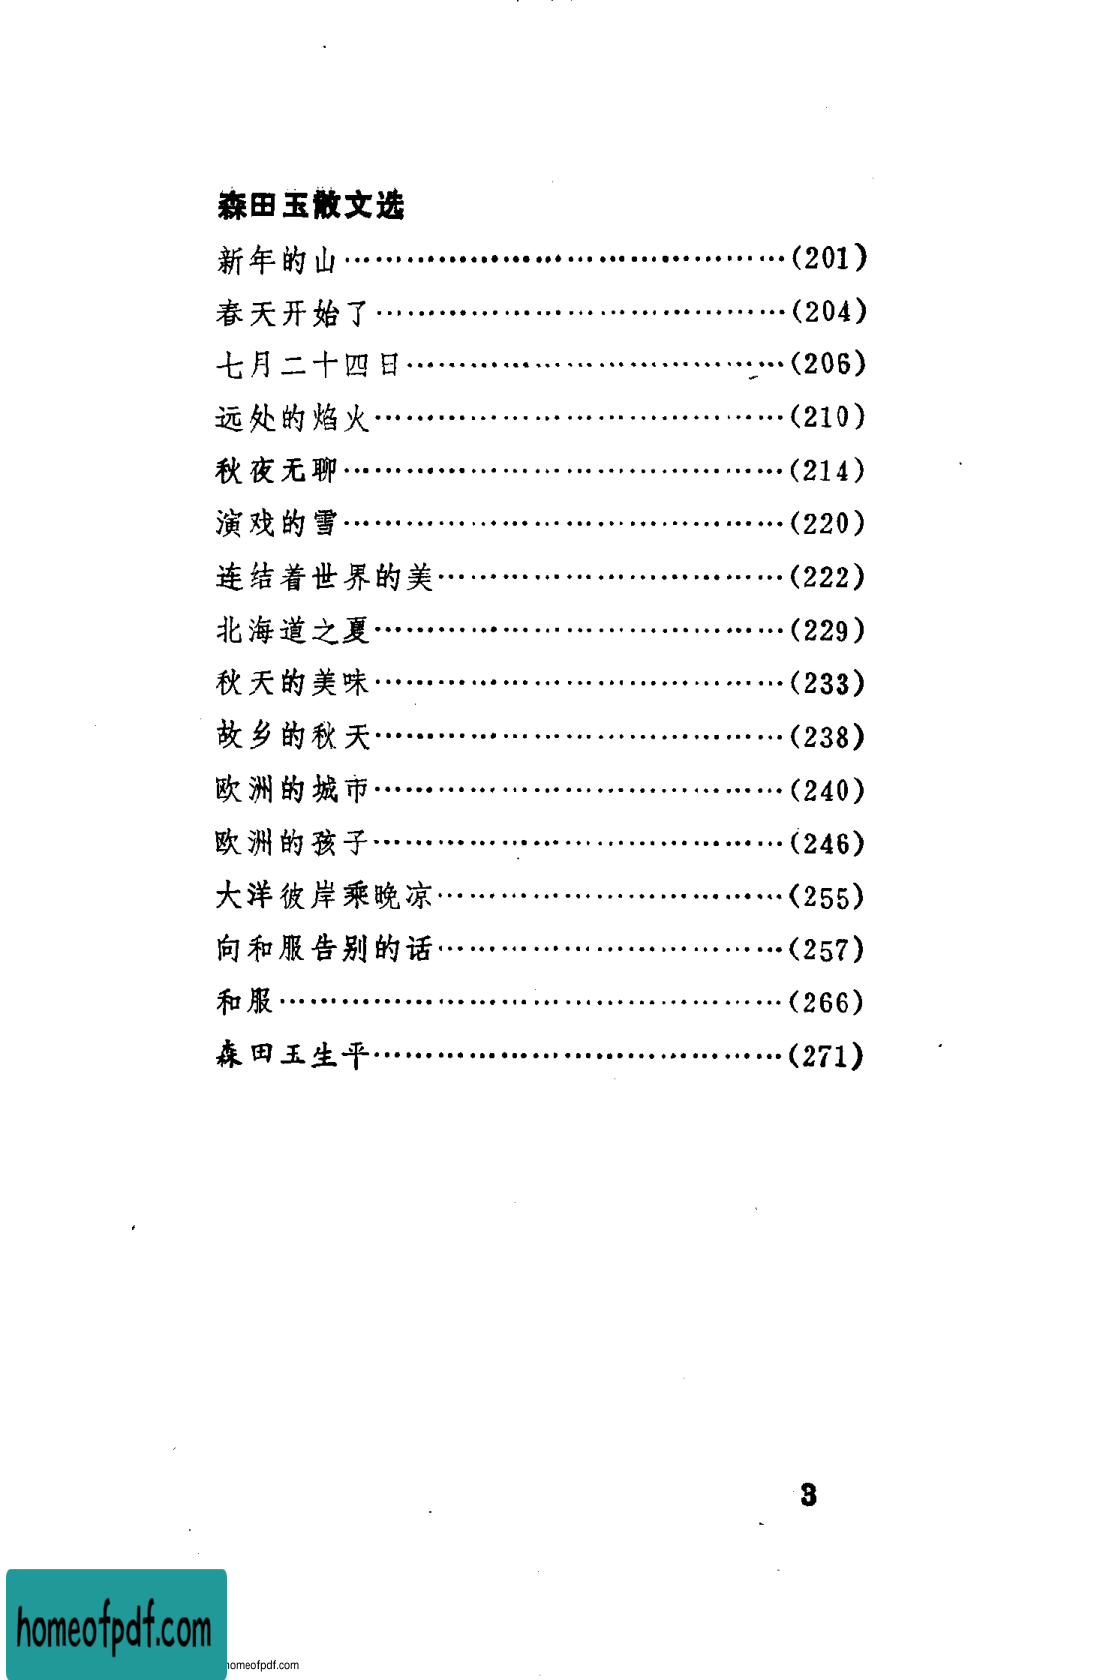 森田玉散文选
新年的山……………………………………(201)
春天开始了…………………………………(204)
七月二十四日………………………………(206)
远处的焰火…………………………………(210)
秋夜无聊……………………………………(214)
演戏的雪……………………………………(220)
连结着世界的美……………………………(222)
北海道之夏…………………………………(229)
秋天的美味…………………………………(233)
故乡的秋天…………………………………(238)
欧洲的城市…………………………………(240)
欧洲的孩子…………………………………(246)
大洋彼岸乘晚凉……………………………(255)
向和服告别的话……………………………(257)
和服…………………………………………(266)
森田玉生平…………………………………(271)
3
homeofpdf.com
homeofpdf.com